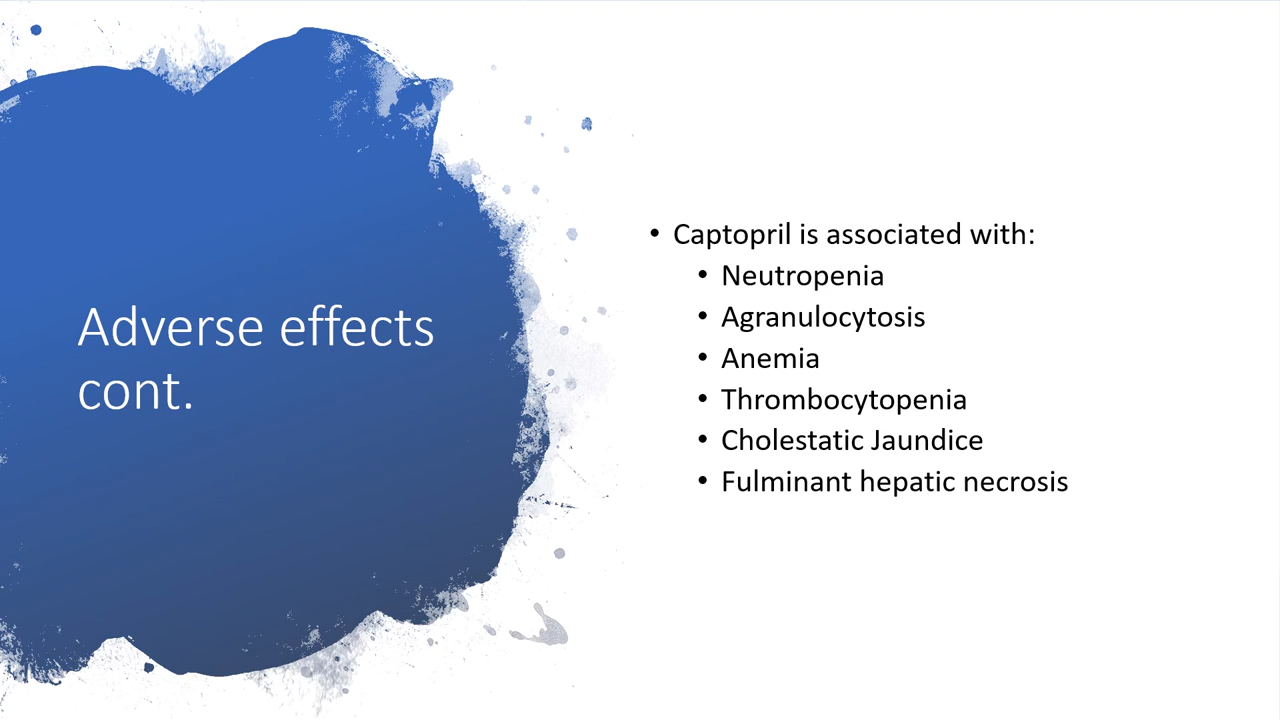 Adverse effects
cont.
• Captopril is associated with:
• Neutropenia
• Agranulocytosis
• Anemia
• Thrombocytopenia
• Cholestatic Jaundice
• Fulminant hepatic necrosis